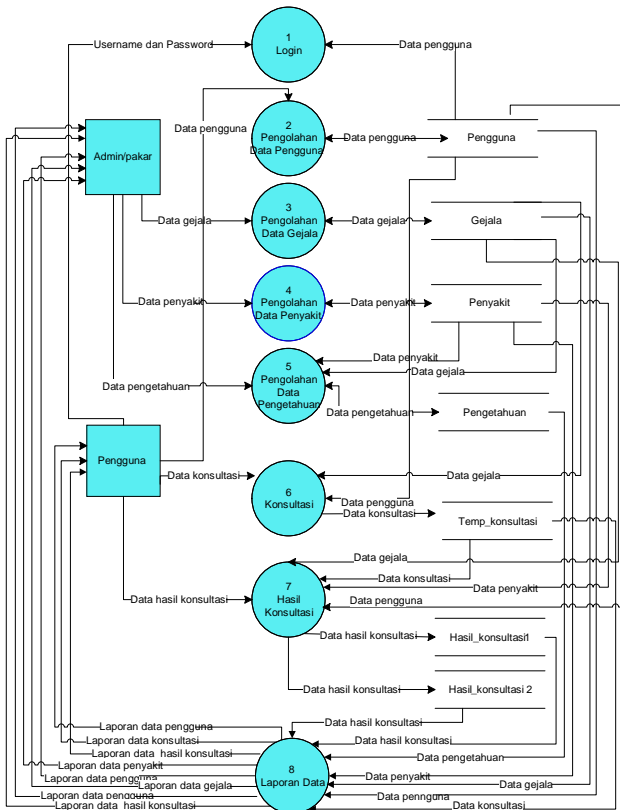 1
Login
Username dan Password
Data pengguna
Data pengguna
2
Pengolahan
Data Pengguna
Data pengguna
Pengguna
Admin/pakar
3
Pengolahan
Data Gejala
Data gejala
Data gejala
Gejala
4
Pengolahan
Data Penyakit
Data penyakit
Data penyakit
Penyakit
5
Pengolahan
Data
Pengetahuan
Data penyakit
Data gejala
Data pengetahuan
Data pengetahuan
Pengetahuan
Pengguna
6
Konsultasi
Data konsultasi
Data gejala
Data pengguna
Data konsultasi
Temp_konsultasi
Data gejala
7
Hasil
Konsultasi
Data konsultasi
Data penyakit
Data hasil konsultasi
Data pengguna
Data hasil konsultasi
Hasil_konsultasi1
Data hasil konsultasi
Hasil_konsultasi 2
Data hasil konsultasi
Laporan data pengguna
Laporan data konsultasi
Data hasil konsultasi
Laporan data hasil konsultasi
Data pengetahuan
Laporan data penyakit
8
Laporan Data
Data penyakit
Laporan data pengguna
Laporan data gejala
Data gejala
Laporan data pengguna
Data pengguna
Laporan data hasil konsultasi
Data konsultasi